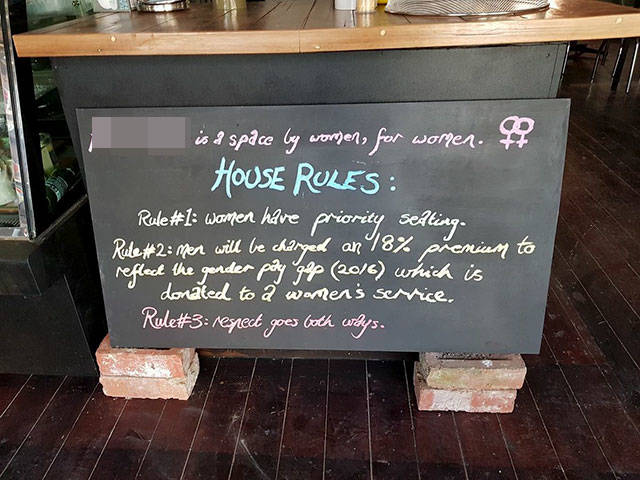 is a space by women, for women.
HOUSE RULES:
Rule#1: women have priority seating.
Rule#2: men will be charged an 18% premium to
reflect the gender pay gap (2016) which is
donated to a women's service.
Rule#3: respect goes both ways.